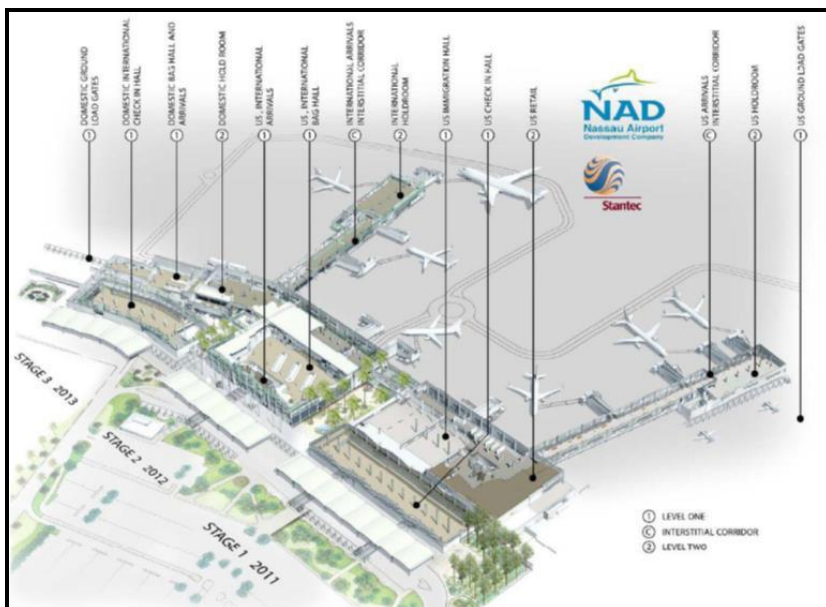 DOMESTIC GROUND
LOAD GATES
1
DOMESTIC INTERNATIONAL
CHECK IN HALL
1
DOMESTIC BAG HALL AND
ARRIVALS
1
DOMESTIC HOLD ROOM
2
US, INTERNATIONAL
ARRIVALS
1
US, INTERNATIONAL
BAG HALL
1
INTERNATIONAL ARRIVALS
INTERSTITIAL CORRIDOR
C
INTERNATIONAL
HOLDROOM
2
US IMMIGRATION HALL
1
US CHECK IN HALL
1
US RETAIL
2
NAD
Nassau Airport
Development Company
Stantec
US ARRIVALS
INTERSTITIAL CORRIDOR
C
US HOLDROOM
2
US GROUND LOAD GATES
1
STAGE 3 2013
STAGE 2 2012
STAGE 1 2011
1 LEVEL ONE
C INTERSTITIAL CORRIDOR
2 LEVEL TWO